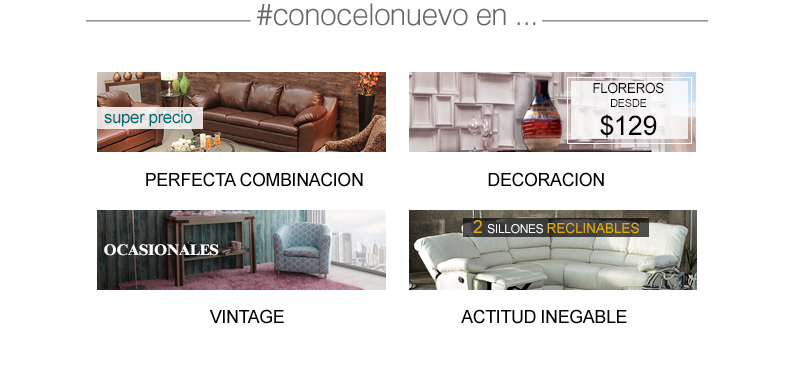 #conocelonuevo en ...
super precio
FLOREROS
DESDE
$129
PERFECTA COMBINACION
DECORACION
OCASIONALES
2 SILLONES RECLINABLES
VINTAGE
ACTITUD INEGABLE